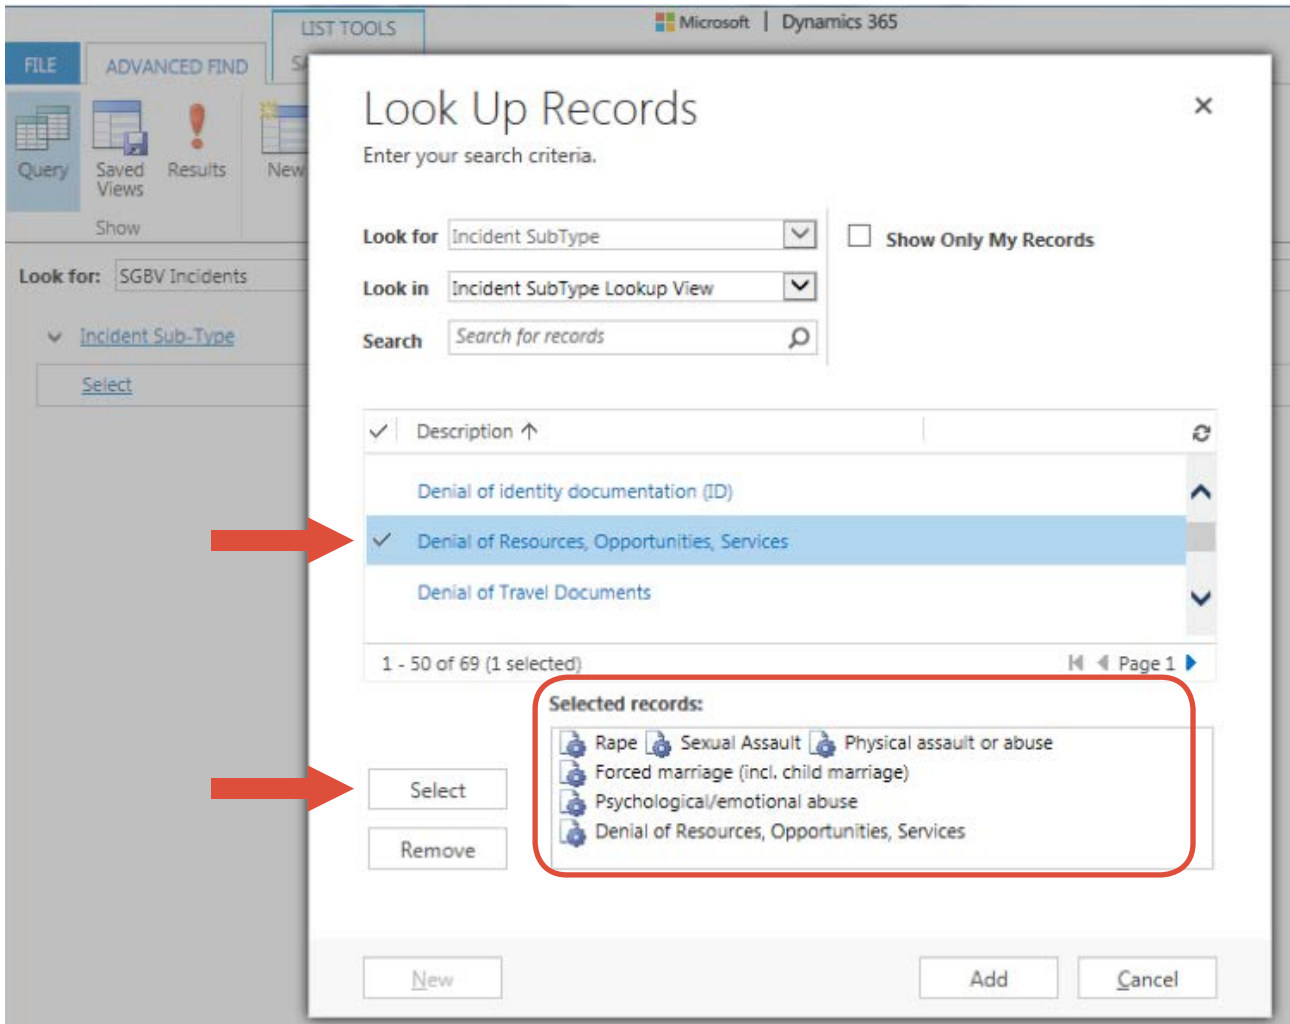 LIST TOOLS
Microsoft | Dynamics 365
FILE
ADVANCED FIND
Query
Saved Views
Results
New
Show
Look for: SGBV Incidents
Incident Sub-Type
Select
Look Up Records
Enter your search criteria.
Look for Incident SubType
Show Only My Records
Look in Incident SubType Lookup View
Search Search for records
Description
Denial of identity documentation (ID)
Denial of Resources, Opportunities, Services
Denial of Travel Documents
1 - 50 of 69 (1 selected)
Page 1
Selected records:
Rape Sexual Assault Physical assault or abuse
Forced marriage (incl. child marriage)
Psychological/emotional abuse
Denial of Resources, Opportunities, Services
Select
Remove
New
Add
Cancel